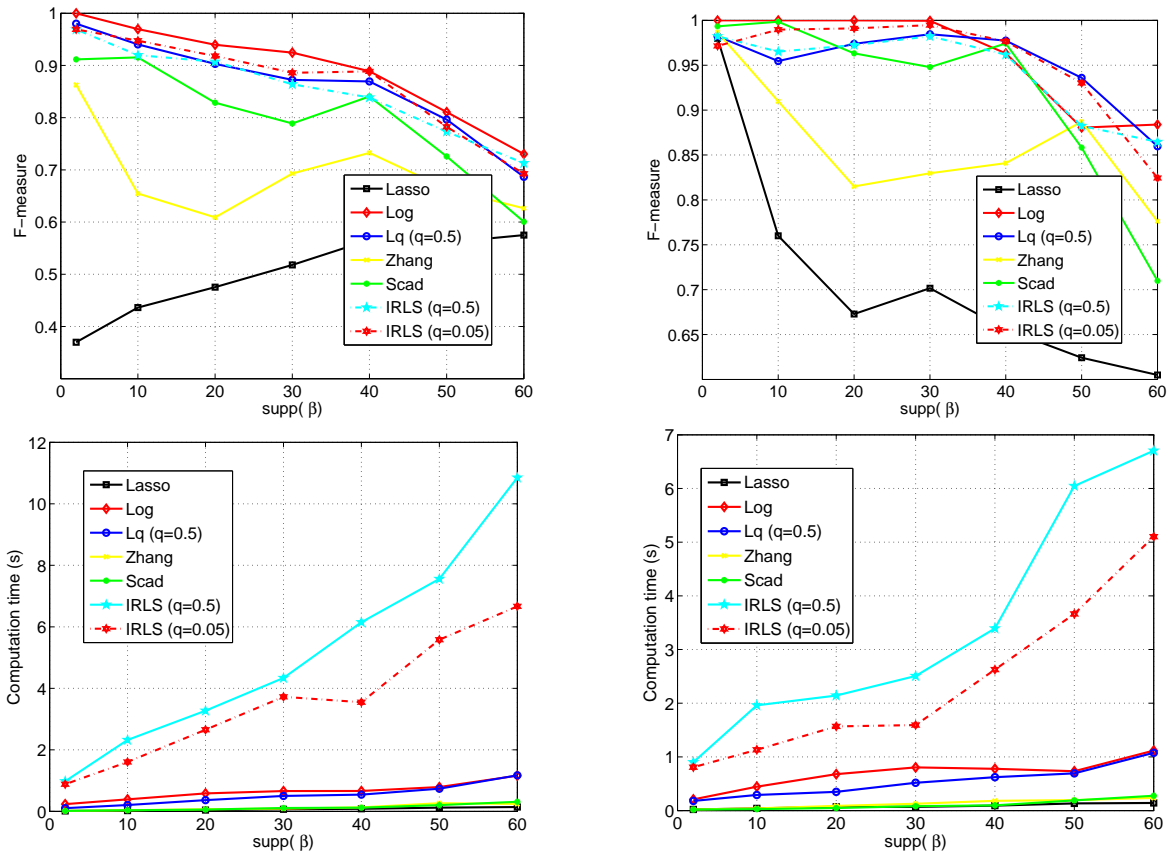 1
0.9
0.8
0.7
0.6
0.5
0.4
F−measure
0 10 20 30 40 50 60
supp( β)
Lasso
Log
Lq (q=0.5)
Zhang
Scad
IRLS (q=0.5)
IRLS (q=0.05)
1
0.95
0.9
0.85
0.8
0.75
0.7
0.65
F−measure
0 10 20 30 40 50 60
supp( β)
Lasso
Log
Lq (q=0.5)
Zhang
Scad
IRLS (q=0.5)
IRLS (q=0.05)
12
10
8
6
4
2
0
Computation time (s)
0 10 20 30 40 50 60
supp( β)
Lasso
Log
Lq (q=0.5)
Zhang
Scad
IRLS (q=0.5)
IRLS (q=0.05)
7
6
5
4
3
2
1
0
Computation time (s)
0 10 20 30 40 50 60
supp( β)
Lasso
Log
Lq (q=0.5)
Zhang
Scad
IRLS (q=0.5)
IRLS (q=0.05)